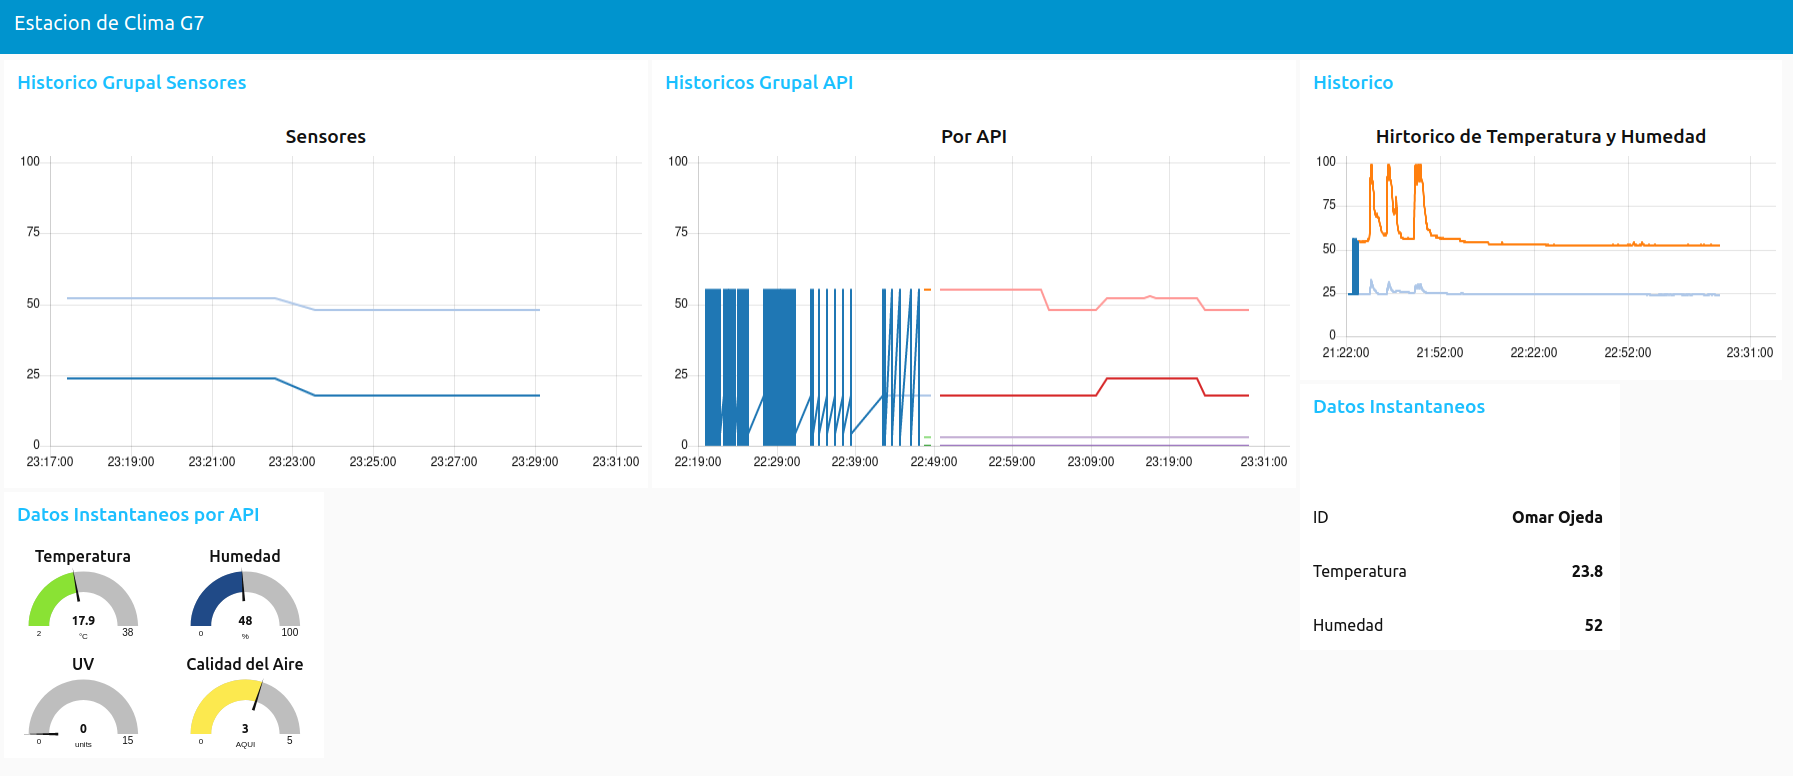 Estacion de Clima G7
Historico Grupal Sensores
Sensores
100
75
50
25
0
23:17:00 23:19:00 23:21:00 23:23:00 23:25:00 23:27:00 23:29:00 23:31:00
Historicos Grupal API
Por API
100
75
50
25
0
22:19:00 22:29:00 22:39:00 22:49:00 22:59:00 23:09:00 23:19:00 23:31:00
Historico
Hirtorico de Temperatura y Humedad
100
75
50
25
0
21:22:00 21:52:00 22:22:00 22:52:00 23:31:00
Datos Instantaneos
ID Omar Ojeda
Temperatura 23.8
Humedad 52
Datos Instantaneos por API
Temperatura
17.9
2 °C 38
Humedad
48
0 % 100
UV
0
0 units 15
Calidad del Aire
3
0 AQUI 5